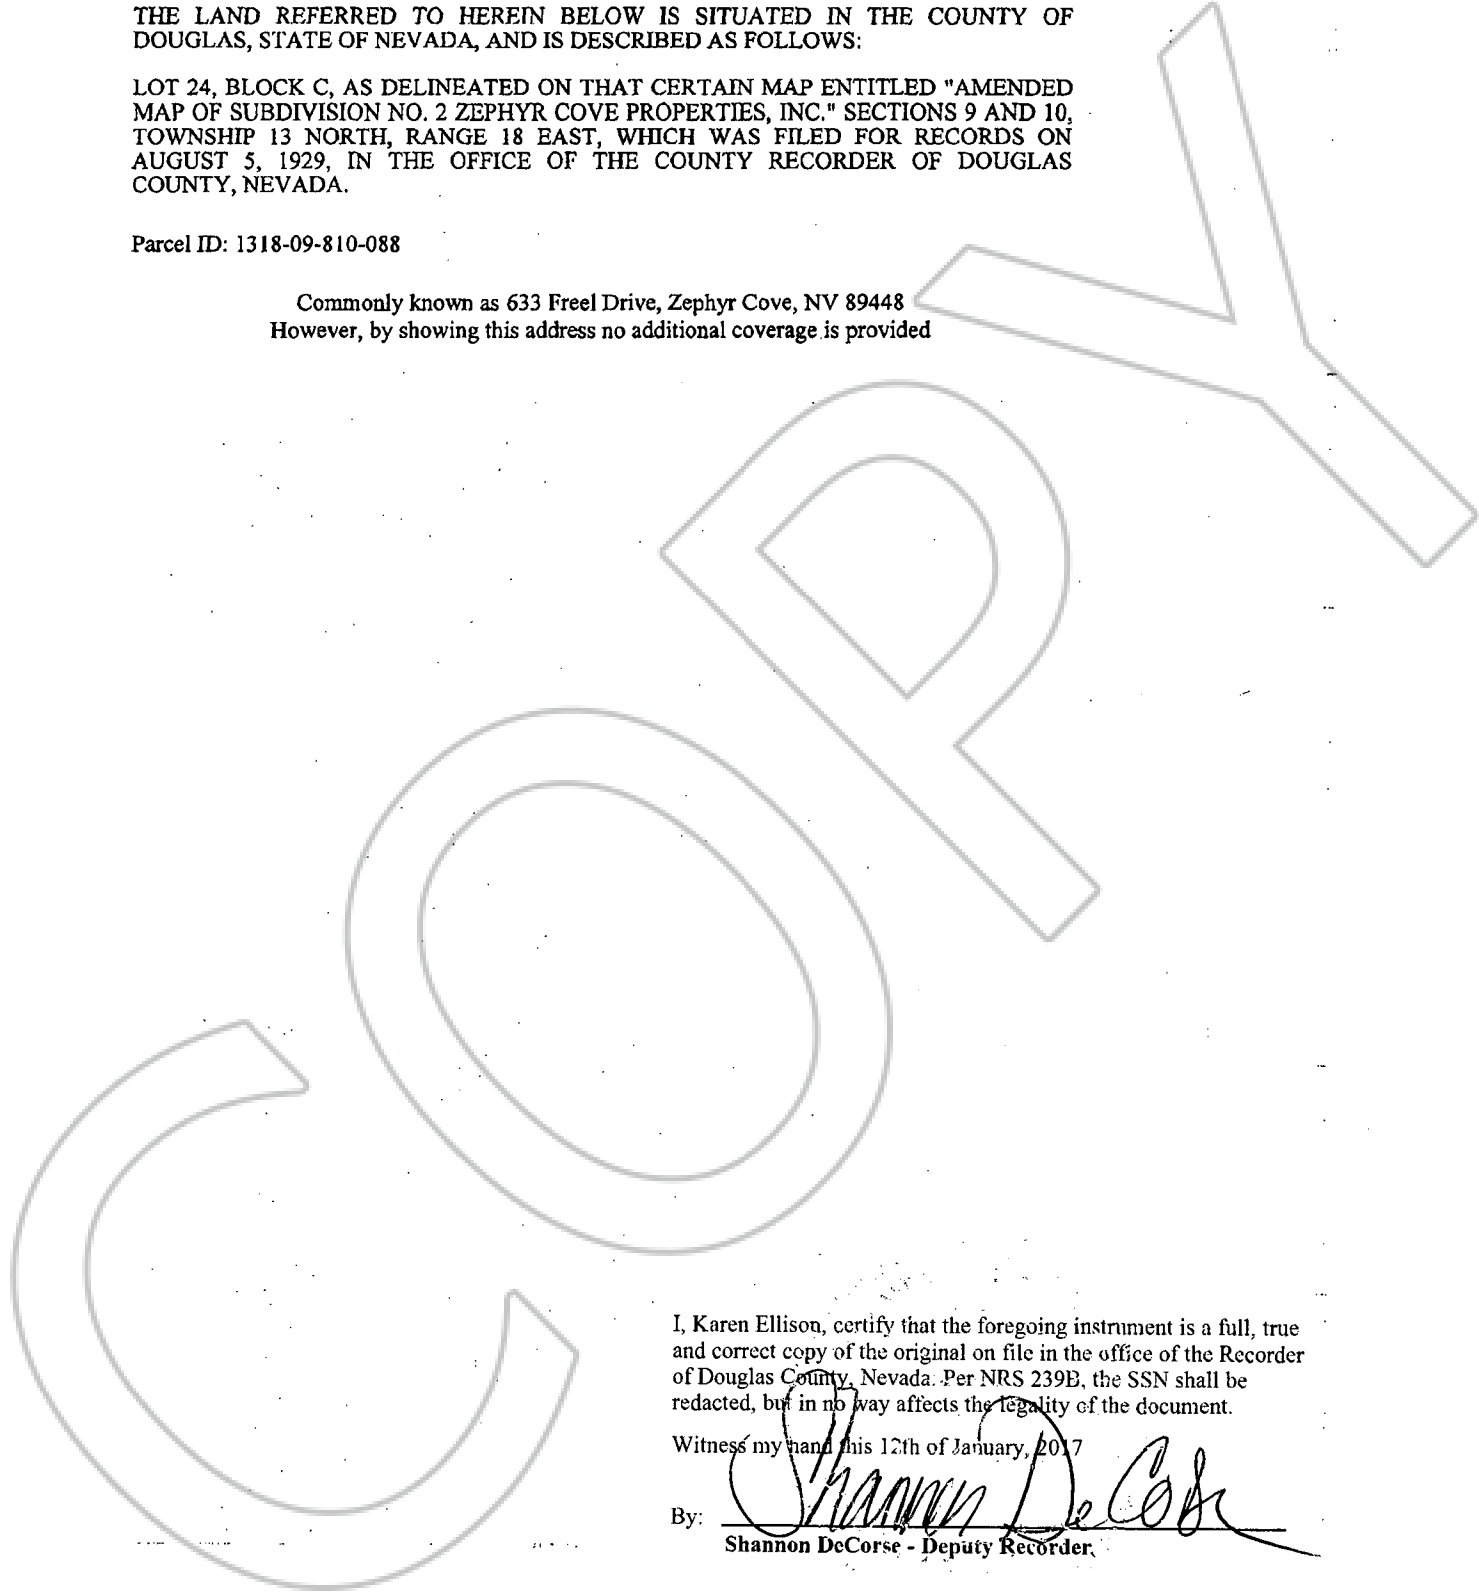 THE LAND REFERRED TO HEREIN BELOW IS SITUATED IN THE COUNTY OF
DOUGLAS, STATE OF NEVADA, AND IS DESCRIBED AS FOLLOWS:
LOT 24, BLOCK C, AS DELINEATED ON THAT CERTAIN MAP ENTITLED "AMENDED
MAP OF SUBDIVISION NO. 2 ZEPHYR COVE PROPERTIES, INC." SECTIONS 9 AND 10,
TOWNSHIP 13 NORTH, RANGE 18 EAST, WHICH WAS FILED FOR RECORDS ON
AUGUST 5, 1929, IN THE OFFICE OF THE COUNTY RECORDER OF DOUGLAS
COUNTY, NEVADA.
Parcel ID: 1318-09-810-088
Commonly known as 633 Freel Drive, Zephyr Cove, NV 89448
However, by showing this address no additional coverage is provided
COPY
I, Karen Ellison, certify that the foregoing instrument is a full, true
and correct copy of the original on file in the office of the Recorder
of Douglas County, Nevada. Per NRS 239B, the SSN shall be
redacted, but in no way affects the legality of the document.
Witness my hand this 12th of January, 2017
By: Shannon DeCorse
Shannon DeCorse - Deputy Recorder